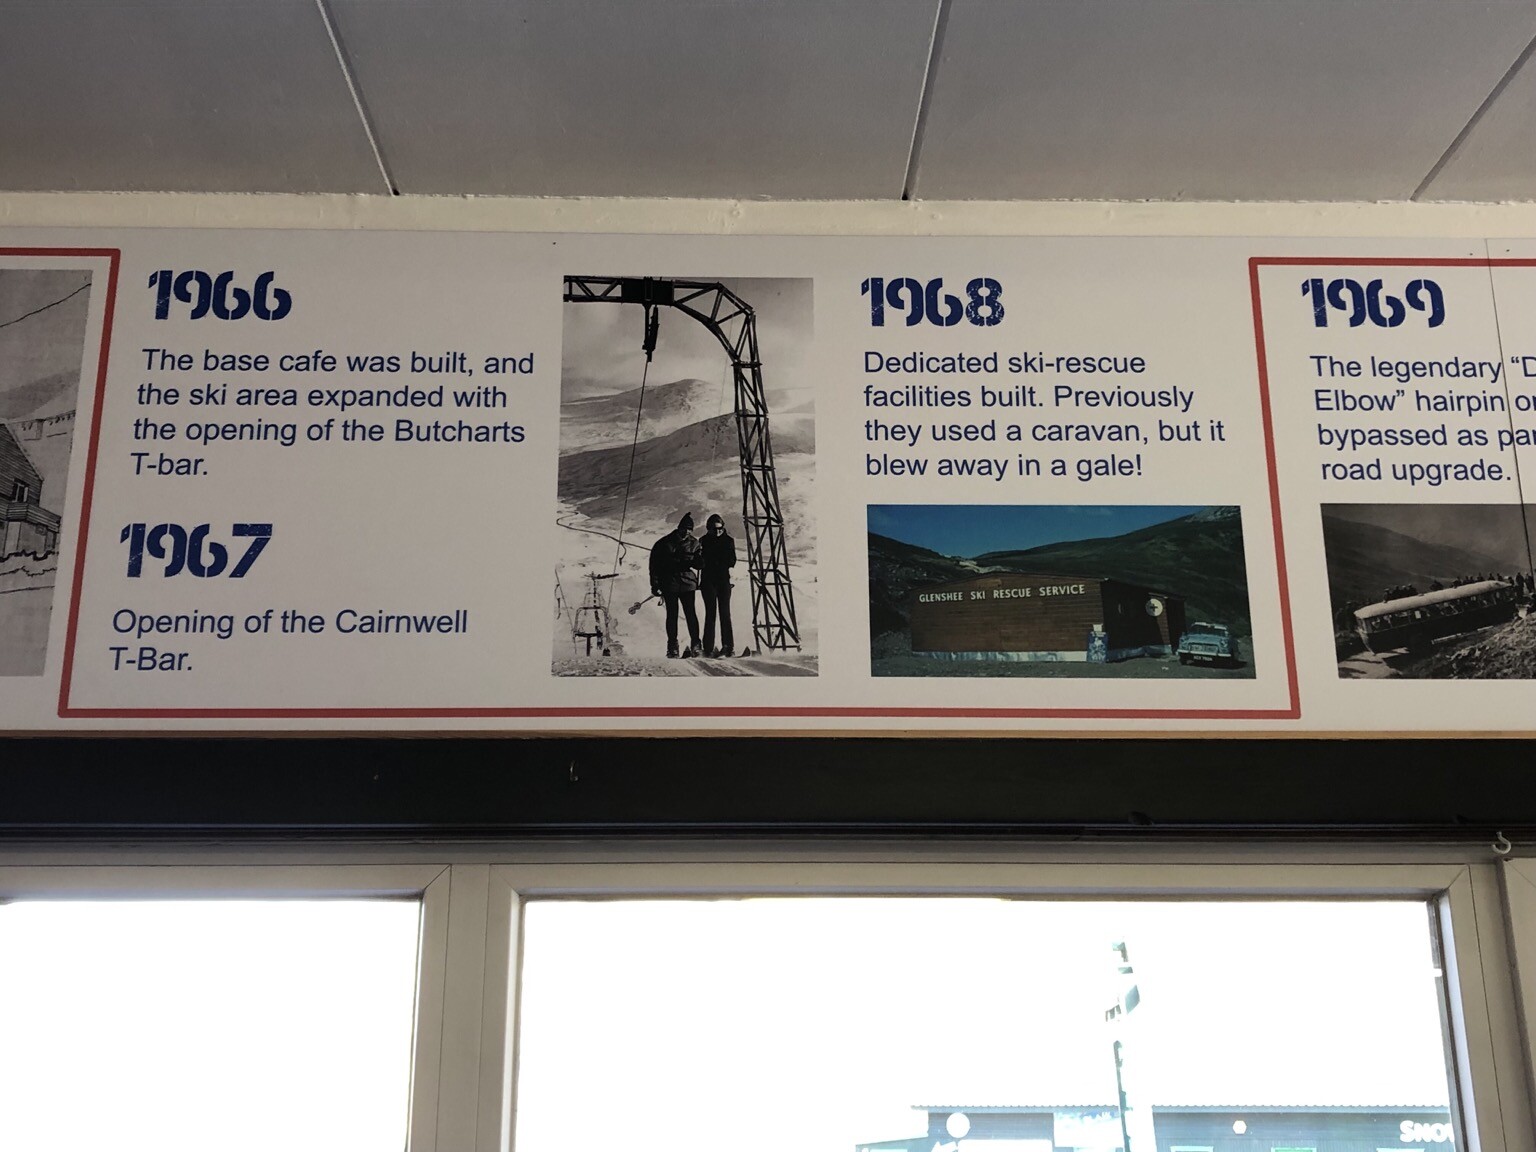 1966
The base cafe was built, and
the ski area expanded with
the opening of the Butcharts
T-bar.
1967
Opening of the Cairnwell
T-Bar.
1968
Dedicated ski-rescue
facilities built. Previously
they used a caravan, but it
blew away in a gale!
GLENSHEE SKI RESCUE SERVICE
1969
The legendary "D
Elbow" hairpin
bypassed as
road upgrade.